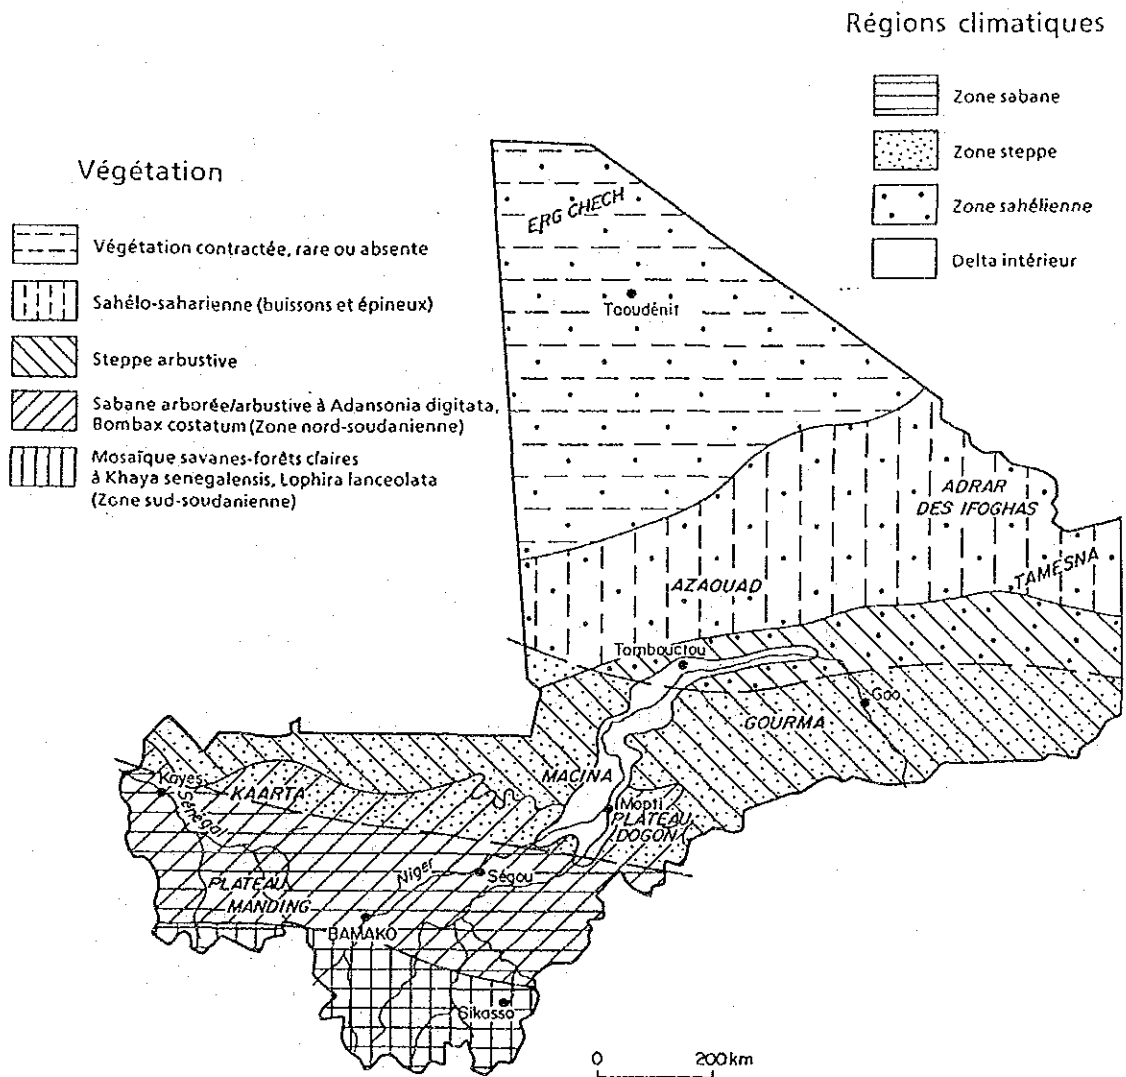 Régions climatiques
Zone sabane
Zone steppe
Zone sahélienne
Delta intérieur
Végétation
Végétation contractée, rare ou absente
Sahélo-saharienne (buissons et épineux)
Steppe arbustive
Sabane arborée/arbustive à Adansonia digitata,
Bombax costatum (Zone nord-soudanienne)
Mosaïque savanes-forêts claires
à Khaya senegalensis, Lophira lanceolata
(Zone sud-soudanienne)
ERG CHECH
Taoudénit
ADRAR
DES IFOGHAS
TAMESNA
AZAOUAD
Tombouctou
Gao
GOURMA
MACINA
Kayes
KAARTA
Sénégal
Mopti
PLATEAU
DOGON
Niger
Ségou
PLATEAU
MANDING
BAMAKO
Sikasso
0 200 km